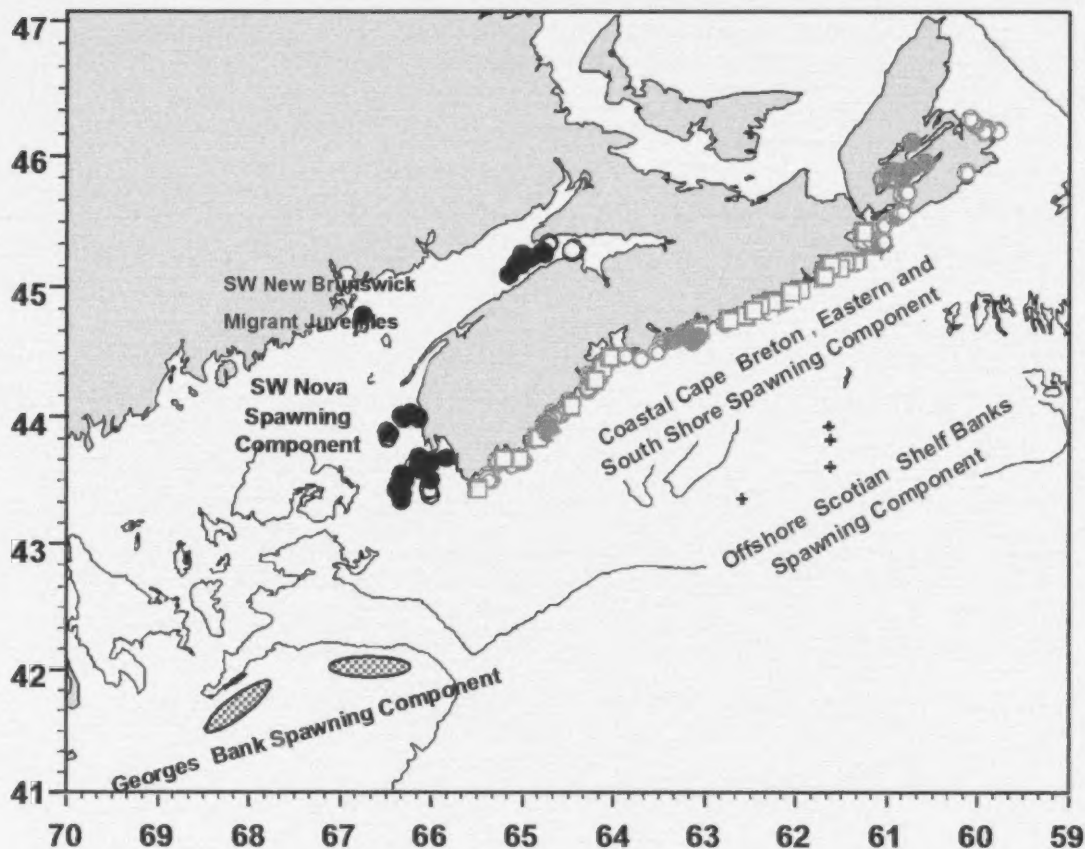 47
46
45
44
43
42
41
SW New Brunswick
Migrant Juveniles
SW Nova
Spawning
Component
Coastal Cape Breton , Eastern and
South Shore Spawning Component
Offshore Scotian Shelf Banks
Spawning Component
Georges Bank Spawning Component
70 69 68 67 66 65 64 63 62 61 60 59